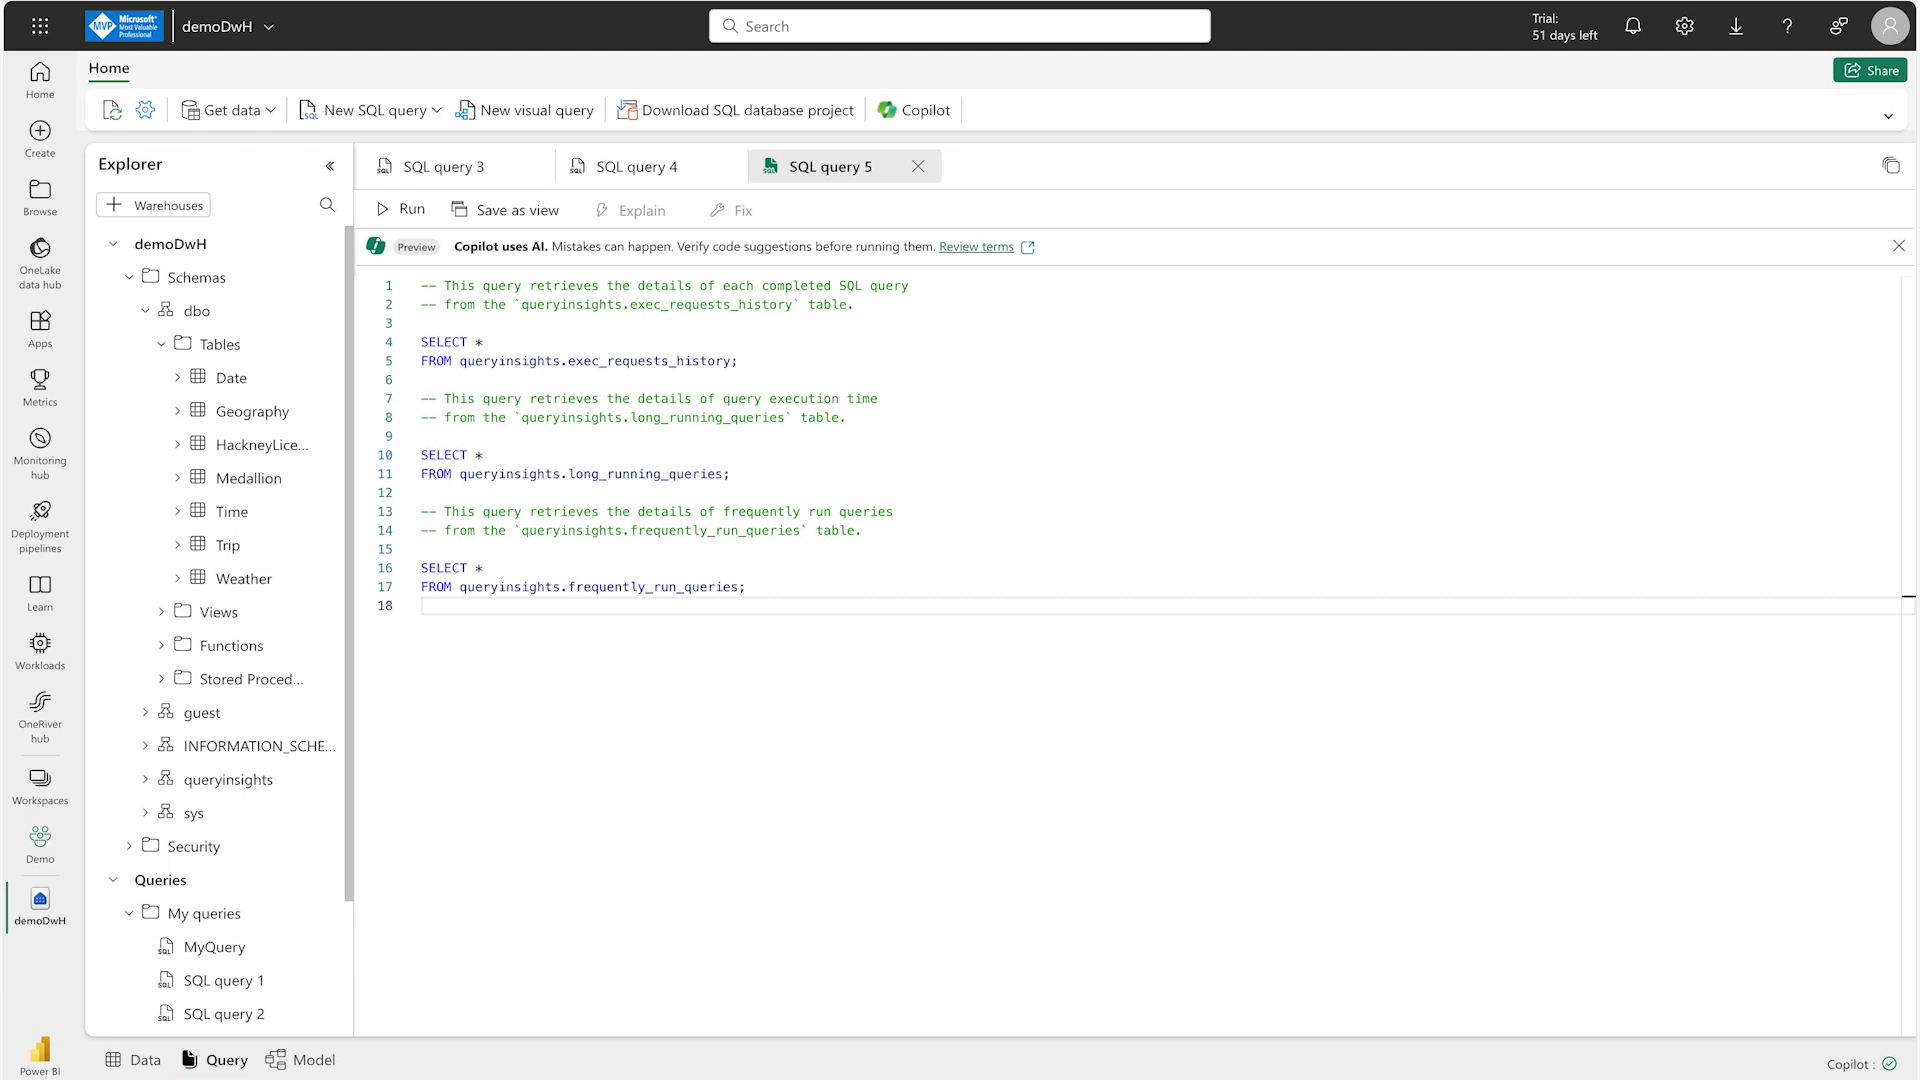 MVP Microsoft®
Most Valuable
Professional
demoDwH
Search
Trial:
51 days left
Home
Share
Get data
New SQL query
New visual query
Download SQL database project
Copilot
Home
Create
Browse
OneLake
data hub
Apps
Metrics
Monitoring
hub
Deployment
pipelines
Learn
Workloads
OneRiver
hub
Workspaces
Demo
demoDwH
Power BI
Explorer
Warehouses
demoDwH
Schemas
dbo
Tables
Date
Geography
HackneyLice...
Medallion
Time
Trip
Weather
Views
Functions
Stored Proced...
guest
INFORMATION_SCHE...
queryinsights
sys
Security
Queries
My queries
MyQuery
SQL query 1
SQL query 2
SQL query 3
SQL query 4
SQL query 5
Run
Save as view
Explain
Fix
Preview
Copilot uses AI. Mistakes can happen. Verify code suggestions before running them. Review terms
1 -- This query retrieves the details of each completed SQL query
2 -- from the `queryinsights.exec_requests_history` table.
3
4 SELECT *
5 FROM queryinsights.exec_requests_history;
6
7 -- This query retrieves the details of query execution time
8 -- from the `queryinsights.long_running_queries` table.
9
10 SELECT *
11 FROM queryinsights.long_running_queries;
12
13 -- This query retrieves the details of frequently run queries
14 -- from the `queryinsights.frequently_run_queries` table.
15
16 SELECT *
17 FROM queryinsights.frequently_run_queries;
18
Data
Query
Model
Copilot :